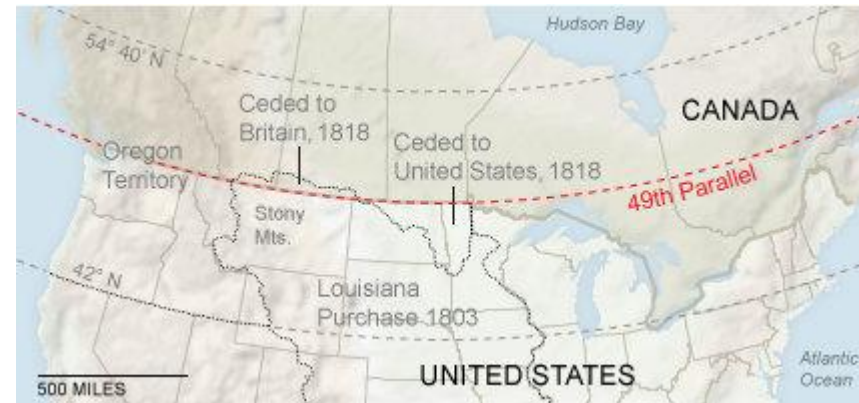 Hudson Bay
54° 40' N
CANADA
Ceded to
Britain, 1818
Ceded to
United States, 1818
Oregon
Territory
49th Parallel
Stony
Mts.
42° N
Louisiana
Purchase 1803
Atlantic
Ocean
UNITED STATES
500 MILES